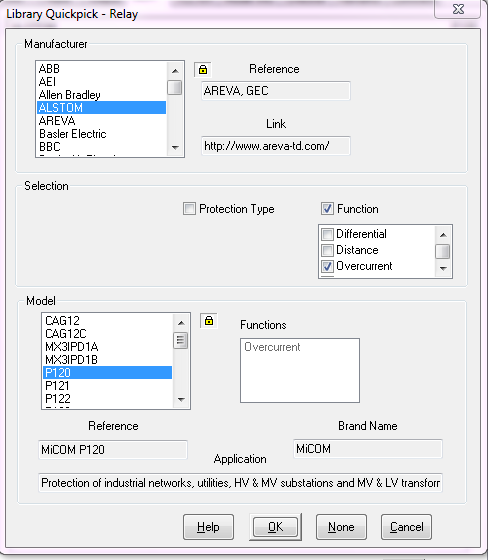 Library Quickpick - Relay
Manufacturer
ABB
AEI
Allen Bradley
ALSTOM
AREVA
Basler Electric
BBC
Reference
AREVA, GEC
Link
http://www.areva-td.com/
Selection
Protection Type
Function
Differential
Distance
Overcurrent
Model
CAG12
CAG12C
MX3IPD1A
MX3IPD1B
P120
P121
P122
Functions
Overcurrent
Reference
Brand Name
MiCOM P120
MiCOM
Application
Protection of industrial networks, utilities, HV & MV substations and MV & LV transforr
Help
OK
None
Cancel